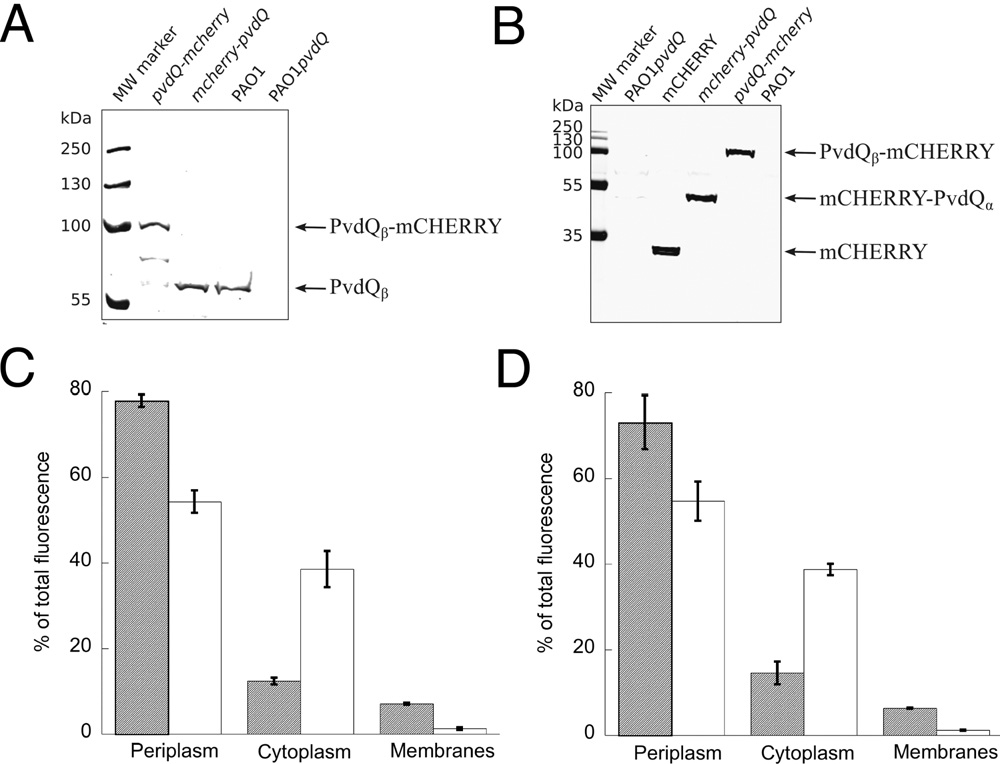 A
MW marker
pvdQ-mcherry
mcherry-pvdQ
PAO1
PAO1pvdQ
kDa
250
130
100
55
PvdQβ-mCHERRY
PvdQβ
B
MW marker
PAO1pvdQ
mCHERRY
mcherry-pvdQ
pvdQ-mcherry
PAO1
kDa
250
130
100
55
35
PvdQβ-mCHERRY
mCHERRY-PvdQα
mCHERRY
C
% of total fluorescence
80
60
40
20
0
Periplasm Cytoplasm Membranes
D
% of total fluorescence
80
60
40
20
0
Periplasm Cytoplasm Membranes